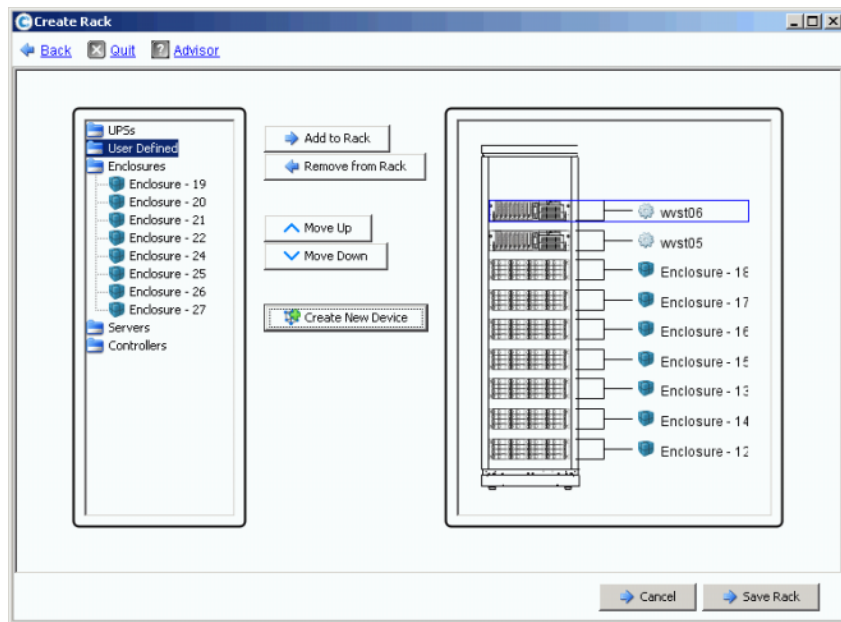 Create Rack
Back Quit Advisor
UPSs
User Defined
Enclosures
Enclosure - 19
Enclosure - 20
Enclosure - 21
Enclosure - 22
Enclosure - 24
Enclosure - 25
Enclosure - 26
Enclosure - 27
Servers
Controllers
Add to Rack
Remove from Rack
Move Up
Move Down
Create New Device
wvst06
wvst05
Enclosure - 18
Enclosure - 17
Enclosure - 16
Enclosure - 15
Enclosure - 13
Enclosure - 14
Enclosure - 12
Cancel
Save Rack